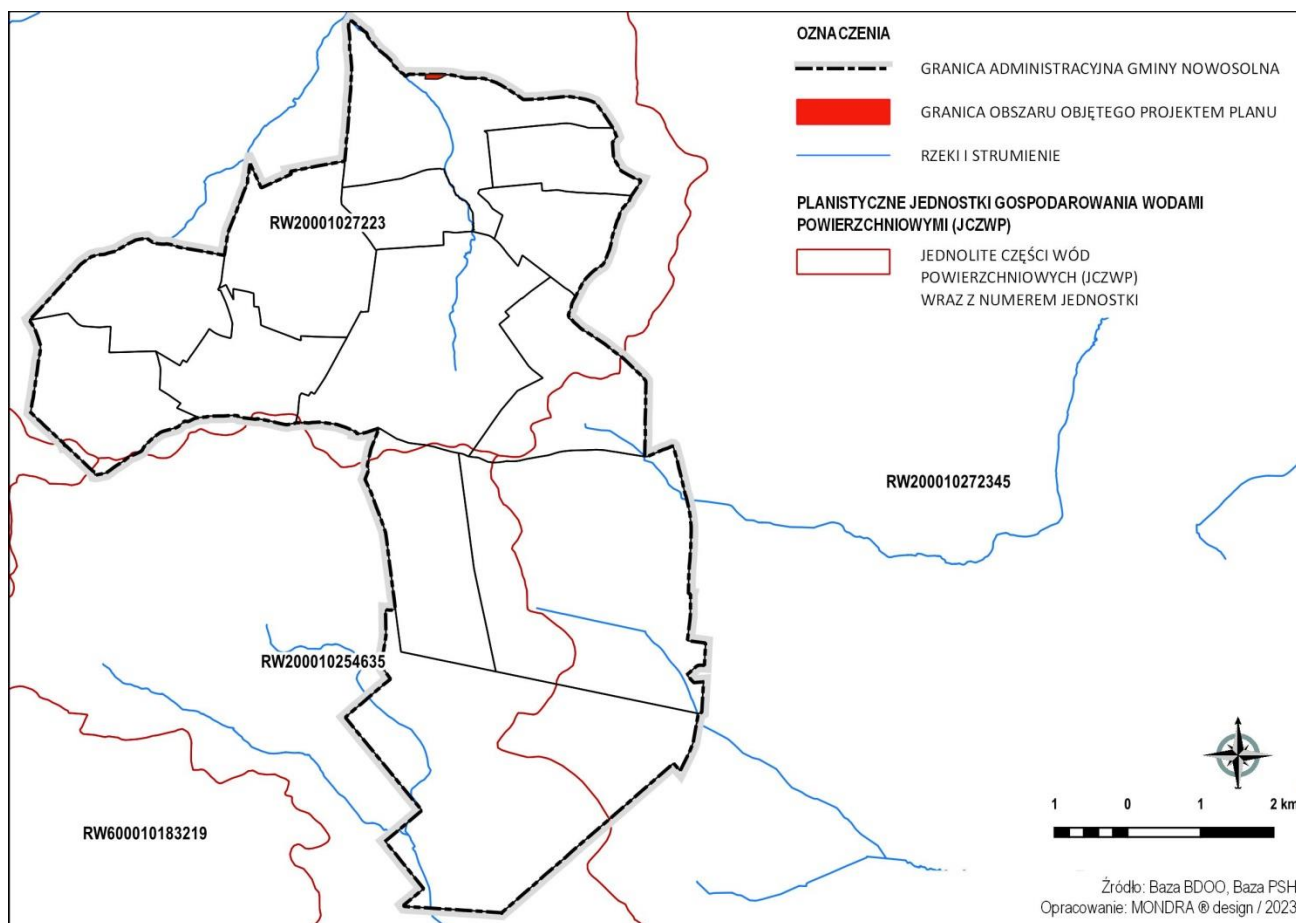 OZNACZENIA
GRANICA ADMINISTRACYJNA GMINY NOWOSOLNA
GRANICA OBSZARU OBJĘTEGO PROJEKTEM PLANU
RZEKI I STRUMIENIE
PLANISTYCZNE JEDNOSTKI GOSPODAROWANIA WODAMI
POWIERZCHNIOWYMI (JCZWP)
JEDNOLITE CZĘŚCI WÓD
POWIERZCHNIOWYCH (JCZWP)
WRAZ Z NUMEREM JEDNOSTKI
RW20001027223
RW200010272345
RW200010254635
RW600010183219
1 0 1 2 km
Źródło: Baza BDOO, Baza PSH
Opracowanie: MONDRA ® design / 2023